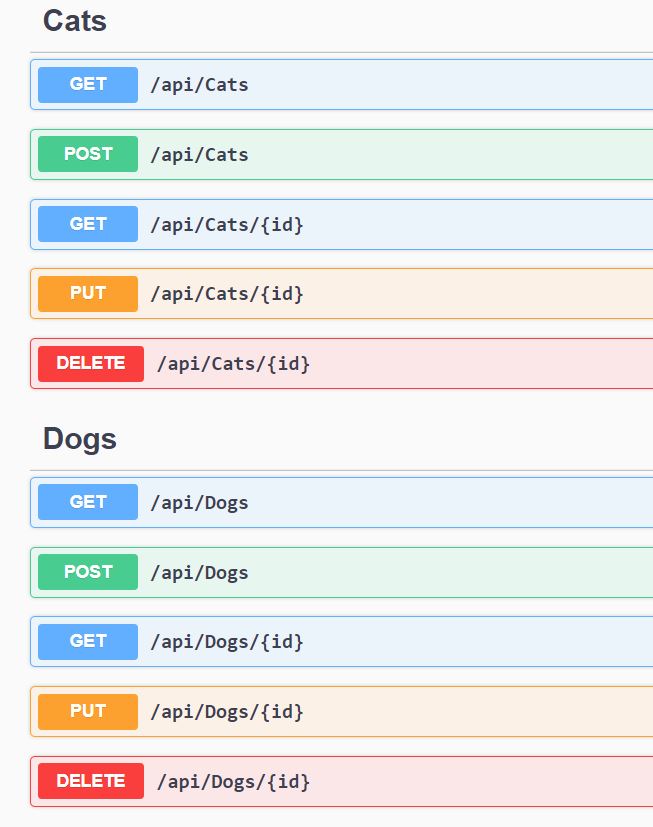 Cats
GET /api/Cats
POST /api/Cats
GET /api/Cats/{id}
PUT /api/Cats/{id}
DELETE /api/Cats/{id}
Dogs
GET /api/Dogs
POST /api/Dogs
GET /api/Dogs/{id}
PUT /api/Dogs/{id}
DELETE /api/Dogs/{id}